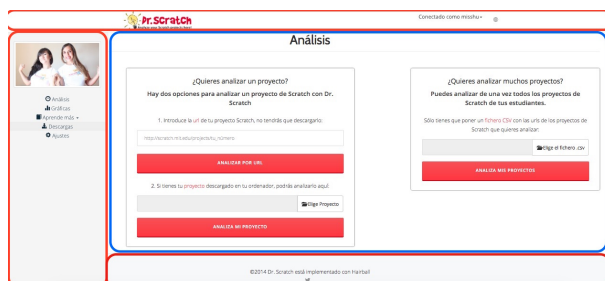 Dr.Scratch
Conectado como misshu
Análisis
Análisis
Gráficas
Aprende más
Descargas
Ajustes
¿Quieres analizar un proyecto?
Hay dos opciones para analizar un proyecto de Scratch con Dr.
Scratch
1. Introduce la url de tu proyecto Scratch, no tendrás que descargarlo:
http://scratch.mit.edu/projects/tu_número/
ANALIZAR POR URL
2. Si tienes tu proyecto descargado en tu ordenador, podrás analizarlo aquí:
Elige Proyecto
ANALIZA MI PROYECTO
¿Quieres analizar muchos proyectos?
Puedes analizar de una vez todos los proyectos de
Scratch de tus estudiantes.
Sólo tienes que poner un fichero CSV con las urls de los proyectos de
Scratch que quieres analizar:
Elige el fichero .csv
ANALIZA MIS PROYECTOS
©2014 Dr. Scratch está implementado con Hairball